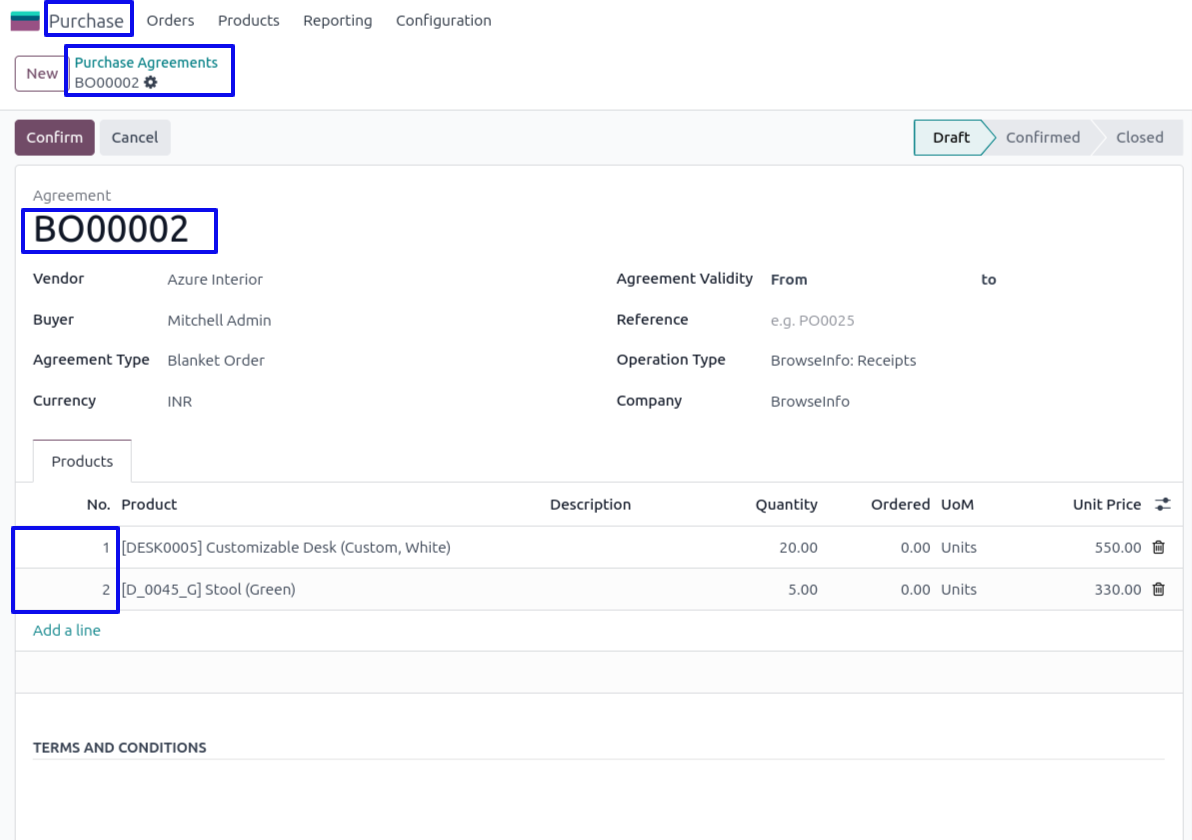 Purchase Orders Products Reporting Configuration
New Purchase Agreements
BO00002
Confirm Cancel Draft Confirmed Closed
Agreement
BO00002
Vendor Azure Interior Agreement Validity From to
Buyer Mitchell Admin Reference e.g. PO0025
Agreement Type Blanket Order Operation Type BrowseInfo: Receipts
Currency INR Company BrowseInfo
Products
No. Product Description Quantity Ordered UoM Unit Price
1 [DESK0005] Customizable Desk (Custom, White) 20.00 0.00 Units 550.00
2 [D_0045_G] Stool (Green) 5.00 0.00 Units 330.00
Add a line
TERMS AND CONDITIONS